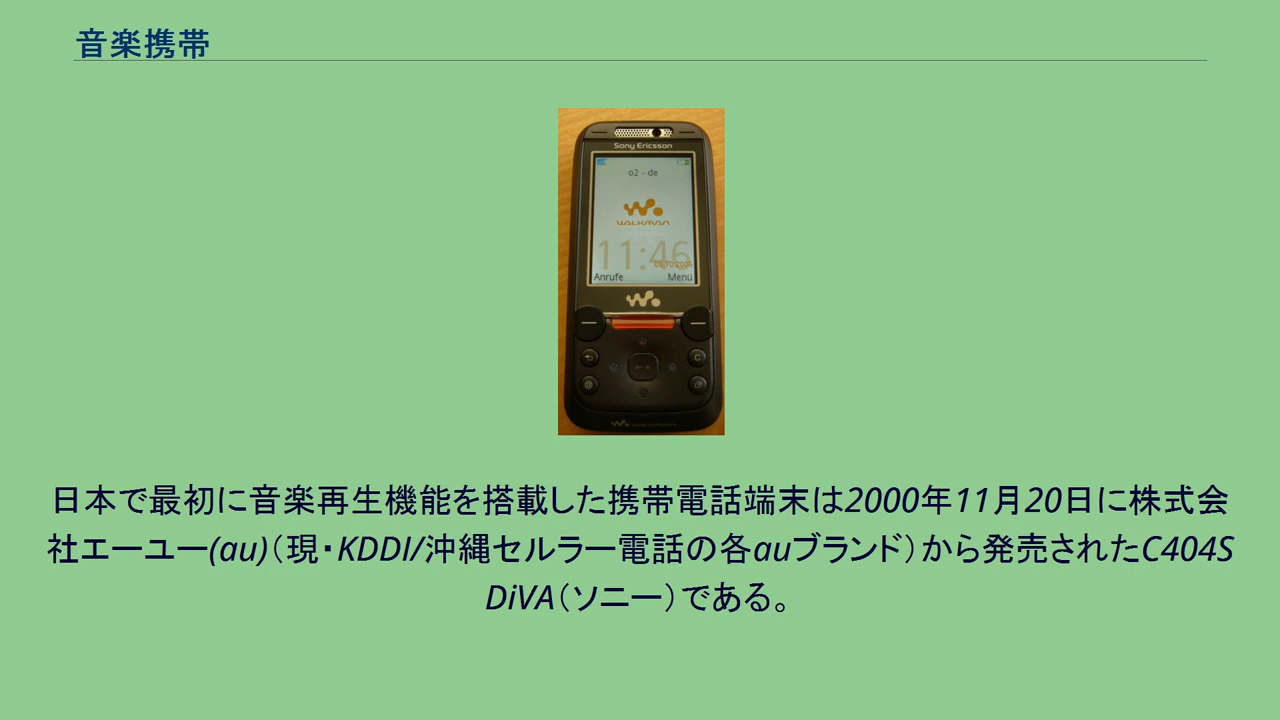 音楽携帯
Sony Ericsson
o2 - de
WALKMAN
11:46
Anrufe Menü
C
日本で最初に音楽再生機能を搭載した携帯電話端末は2000年11月20日に株式会
社エーユー(au)（現・KDDI/沖縄セルラー電話の各auブランド）から発売されたC404S
DiVA（ソニー）である。